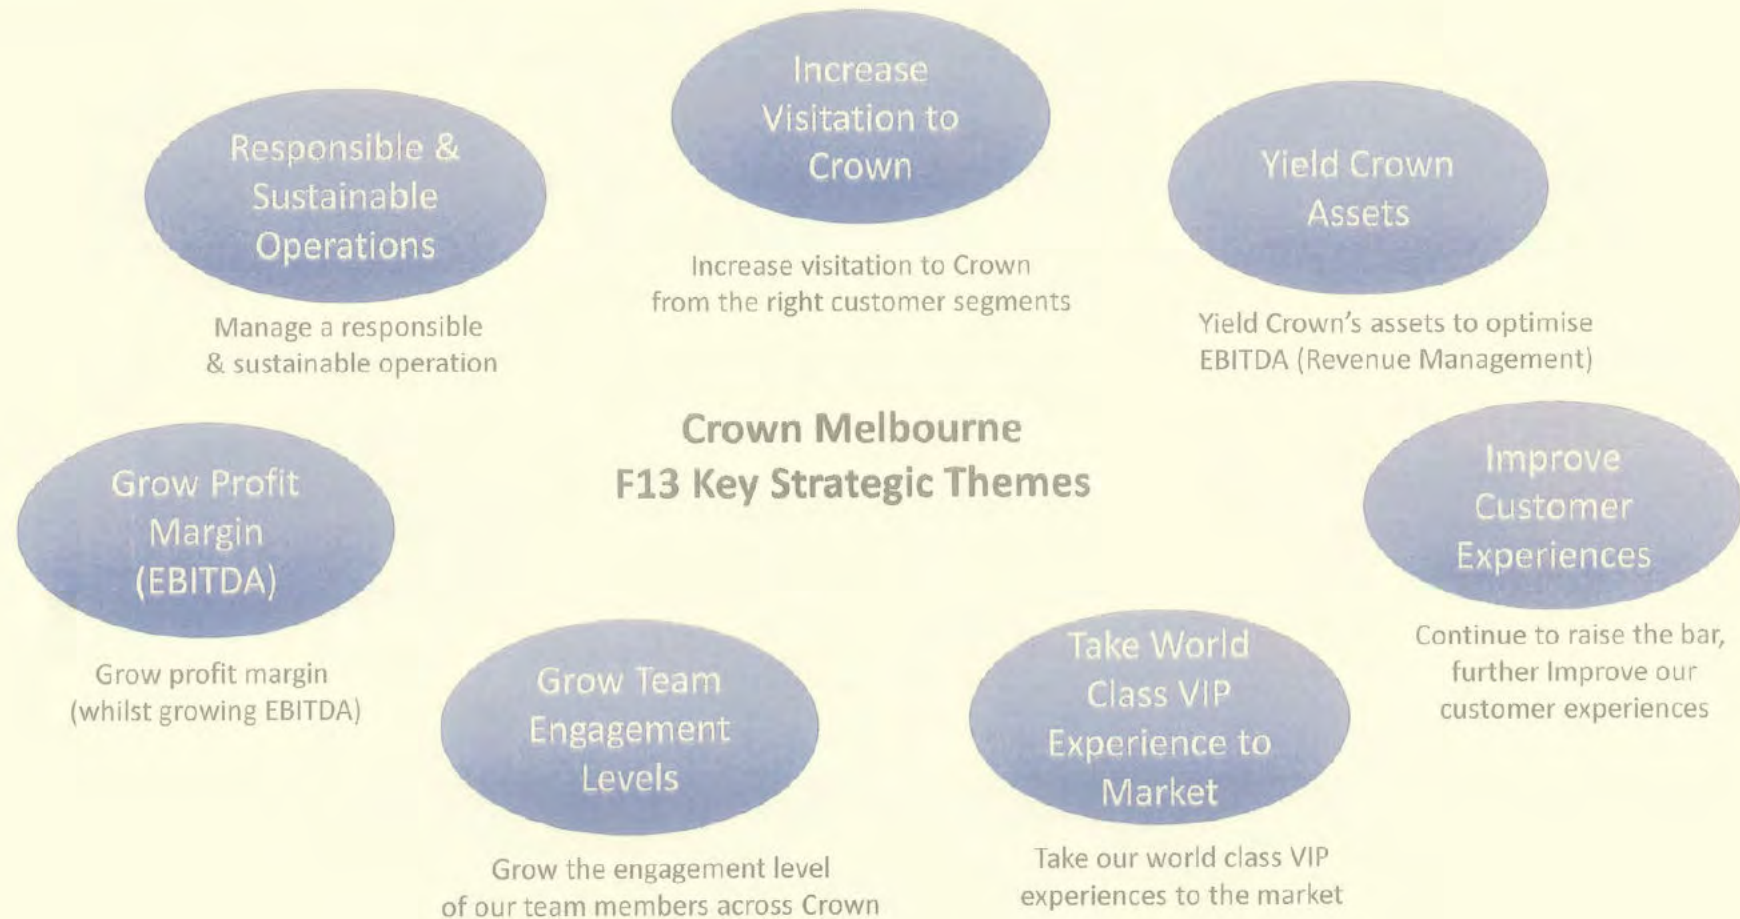 Increase
Visitation to
Crown
Increase visitation to Crown
from the right customer segments
Responsible &
Sustainable
Operations
Manage a responsible
& sustainable operation
Yield Crown
Assets
Yield Crown's assets to optimise
EBITDA (Revenue Management)
Crown Melbourne
F13 Key Strategic Themes
Grow Profit
Margin
(EBITDA)
Grow profit margin
(whilst growing EBITDA)
Improve
Customer
Experiences
Continue to raise the bar,
further Improve our
customer experiences
Grow Team
Engagement
Levels
Grow the engagement level
of our team members across Crown
Take World
Class VIP
Experience to
Market
Take our world class VIP
experiences to the market